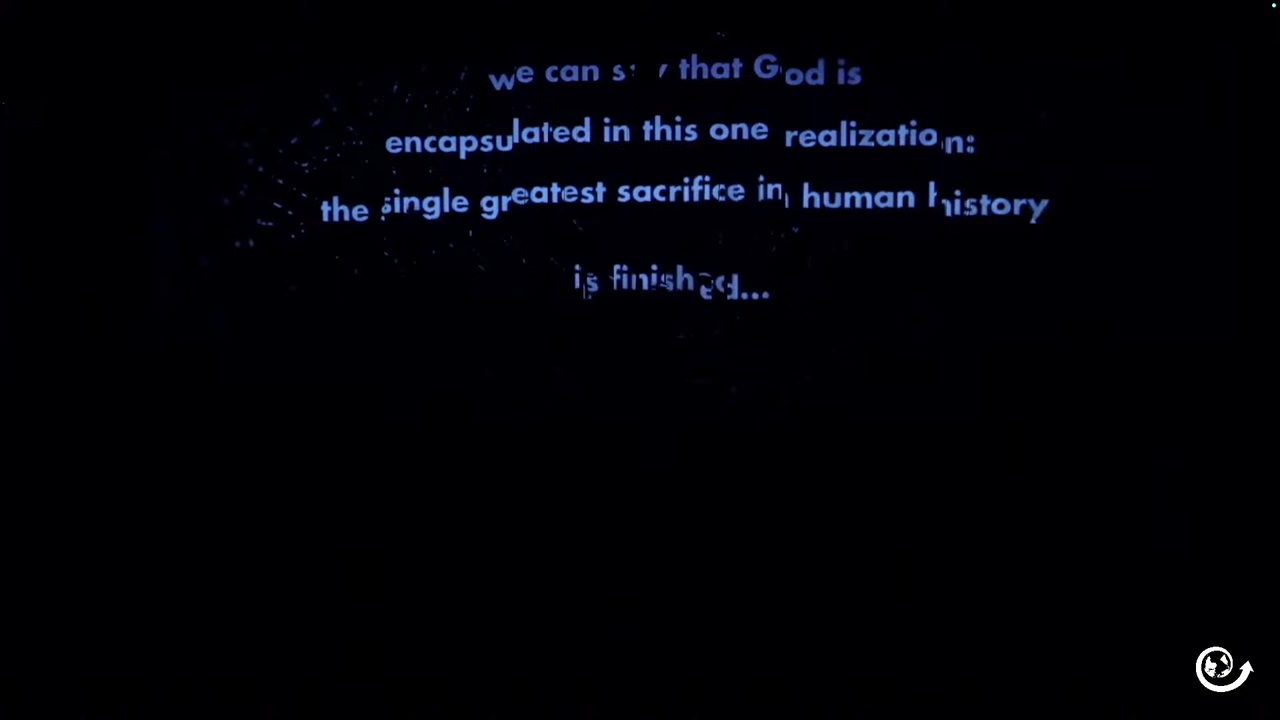 we can say that God is
encapsulated in this one realization:
the single greatest sacrifice in human history
is finished...